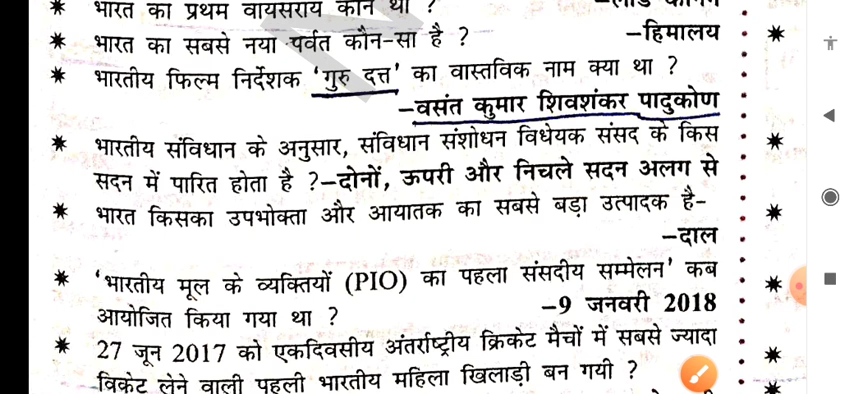 * भारत का प्रथम वायसराय कौन था ?
* भारत का सबसे नया पर्वत कौन-सा है ? –हिमालय
* भारतीय फिल्म निर्देशक ‘गुरु दत्त’ का वास्तविक नाम क्या था ?
–वसंत कुमार शिवशंकर पादुकोण
* भारतीय संविधान के अनुसार, संविधान संशोधन विधेयक संसद के किस
सदन में पारित होता है ?–दोनों, ऊपरी और निचले सदन अलग से
* भारत किसका उपभोक्ता और आयातक का सबसे बड़ा उत्पादक है–
–दाल
* ‘भारतीय मूल के व्यक्तियों (PIO) का पहला संसदीय सम्मेलन’ कब
आयोजित किया गया था ? –9 जनवरी 2018
* 27 जून 2017 को एकदिवसीय अंतर्राष्ट्रीय क्रिकेट मैचों में सबसे ज्यादा
विकेट लेने वाली पहली भारतीय महिला खिलाड़ी बन गयी ?